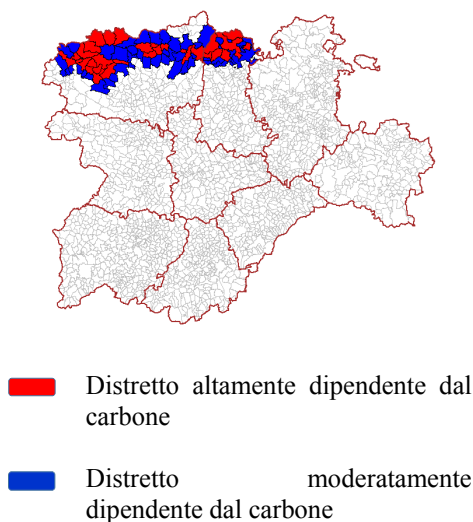 Distretto altamente dipendente dal
carbone
Distretto moderatamente
dipendente dal carbone